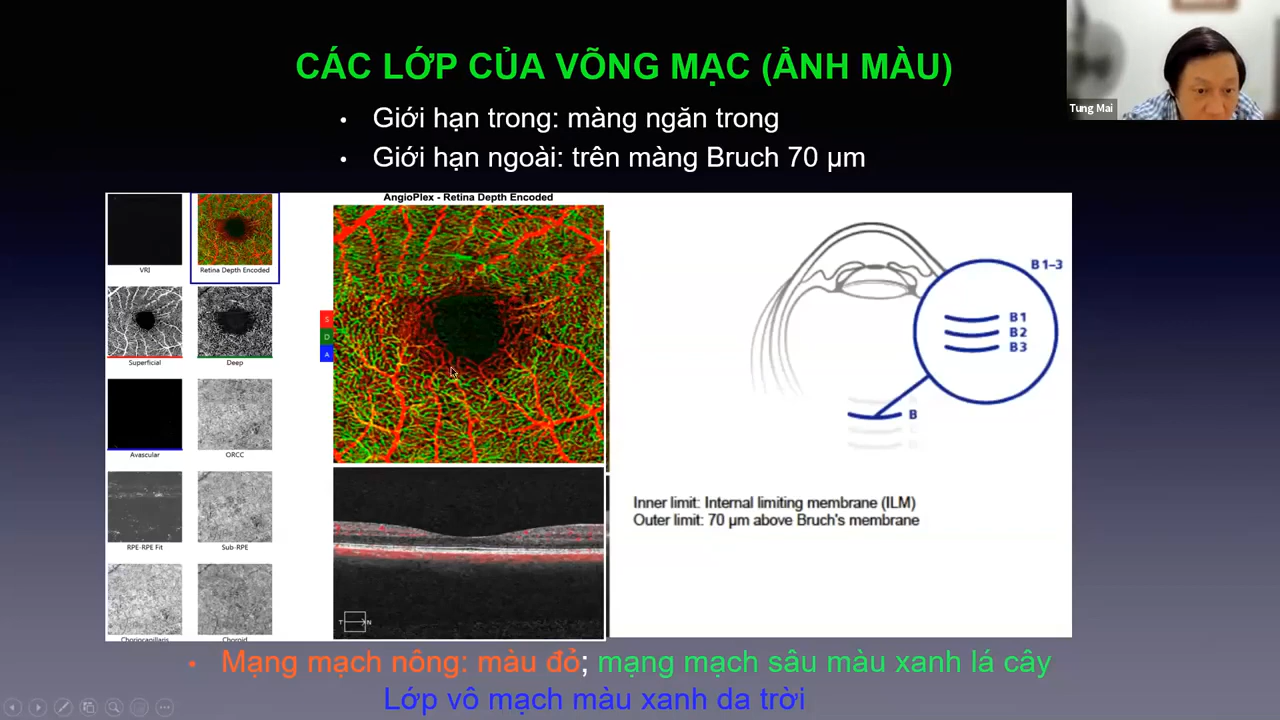 CÁC LỚP CỦA VÕNG MẠC (ẢNH MÀU)
Tung Mai
• Giới hạn trong: màng ngăn trong
• Giới hạn ngoài: trên màng Bruch 70 µm
AngioPlex - Retina Depth Encoded
VRI
Retina Depth Encoded
Superficial
Deep
Avascular
ORCC
RPE-RPE Fit
Sub-RPE
Choriocapillaris
Choroid
S
D
A
T
N
B1-3
B1
B2
B3
B
Inner limit: Internal limiting membrane (ILM)
Outer limit: 70 µm above Bruch's membrane
• Mạng mạch nông: màu đỏ; mạng mạch sâu màu xanh lá cây
Lớp vô mạch màu xanh da trời